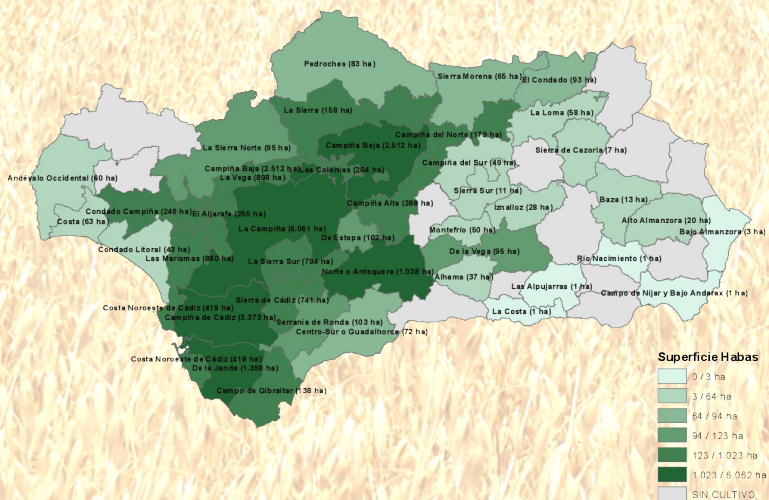 Pedroches (83 ha)
Sierra Morena (65 ha)
El Condado (93 ha)
La Sierra (158 ha)
La Loma (58 ha)
Campiña del Norte (179 ha)
La Sierra Norte (95 ha)
Campiña Baja (2.512 ha)
Sierra de Cazorla (7 ha)
Campiña del Sur (49 ha)
Campiña Baja (2.512 ha)
Las Colonias (204 ha)
Andévalo Occidental (60 ha)
La Vega (898 ha)
Sierra Sur (11 ha)
Baza (13 ha)
Campiña Alta (388 ha)
Iznalloz (28 ha)
Condado Campiña (246 ha)
El Aljarafe (255 ha)
Costa (63 ha)
Alto Almanzora (20 ha)
La Campiña (6.061 ha)
Montefrío (50 ha)
Bajo Almanzora (3 ha)
De Estepa (102 ha)
Condado Litoral (43 ha)
De la Vega (95 ha)
Las Marismas (880 ha)
La Sierra Sur (794 ha)
Río Nacimiento (1 ha)
Norte o Antequera (1.036 ha)
Alhama (37 ha)
Las Alpujarras (1 ha)
Campo de Níjar y Bajo Andarax (1 ha)
Sierra de Cádiz (741 ha)
Costa Noroeste de Cádiz (419 ha)
La Costa (1 ha)
Campiña de Cádiz (3.373 ha)
Serranía de Ronda (103 ha)
Centro-Sur o Guadalhorce (72 ha)
Costa Noroeste de Cádiz (419 ha)
De la Janda (1.359 ha)
Campo de Gibraltar (138 ha)
Superficie Habas
0 / 3 ha
3 / 64 ha
64 / 94 ha
94 / 123 ha
123 / 1.023 ha
1.023 / 6.062 ha
SIN CULTIVO